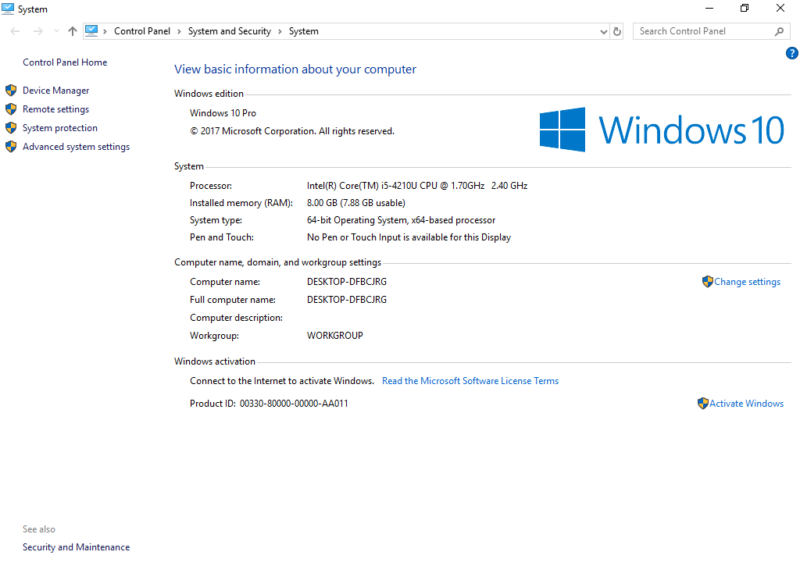 System
Control Panel > System and Security > System
Search Control Panel
?
Control Panel Home
Device Manager
Remote settings
System protection
Advanced system settings
View basic information about your computer
Windows edition
Windows 10 Pro
© 2017 Microsoft Corporation. All rights reserved.
Windows 10
System
Processor: Intel(R) Core(TM) i5-4210U CPU @ 1.70GHz 2.40 GHz
Installed memory (RAM): 8.00 GB (7.88 GB usable)
System type: 64-bit Operating System, x64-based processor
Pen and Touch: No Pen or Touch Input is available for this Display
Computer name, domain, and workgroup settings
Computer name: DESKTOP-DFBCJRG
Change settings
Full computer name: DESKTOP-DFBCJRG
Computer description:
Workgroup: WORKGROUP
Windows activation
Connect to the Internet to activate Windows. Read the Microsoft Software License Terms
Product ID: 00330-80000-00000-AA011
Activate Windows
See also
Security and Maintenance